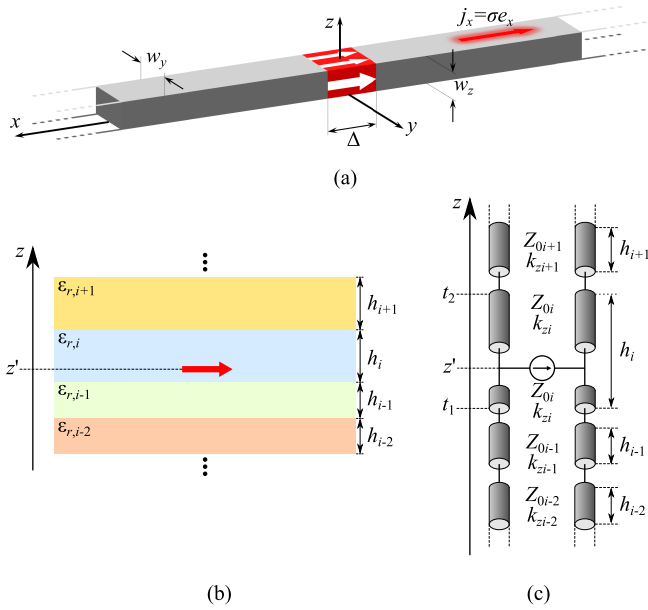 z
jₓ=σeₓ
w_y
w_z
x
y
Δ
(a)
z
ε_{r,i+1}
h_{i+1}
ε_{r,i}
h_i
z'
ε_{r,i-1}
h_{i-1}
ε_{r,i-2}
h_{i-2}
(b)
z
Z_{0i+1}
k_{zi+1}
h_{i+1}
t_2
Z_{0i}
k_{zi}
h_i
z'
Z_{0i}
k_{zi}
t_1
Z_{0i-1}
k_{zi-1}
h_{i-1}
Z_{0i-2}
k_{zi-2}
h_{i-2}
(c)